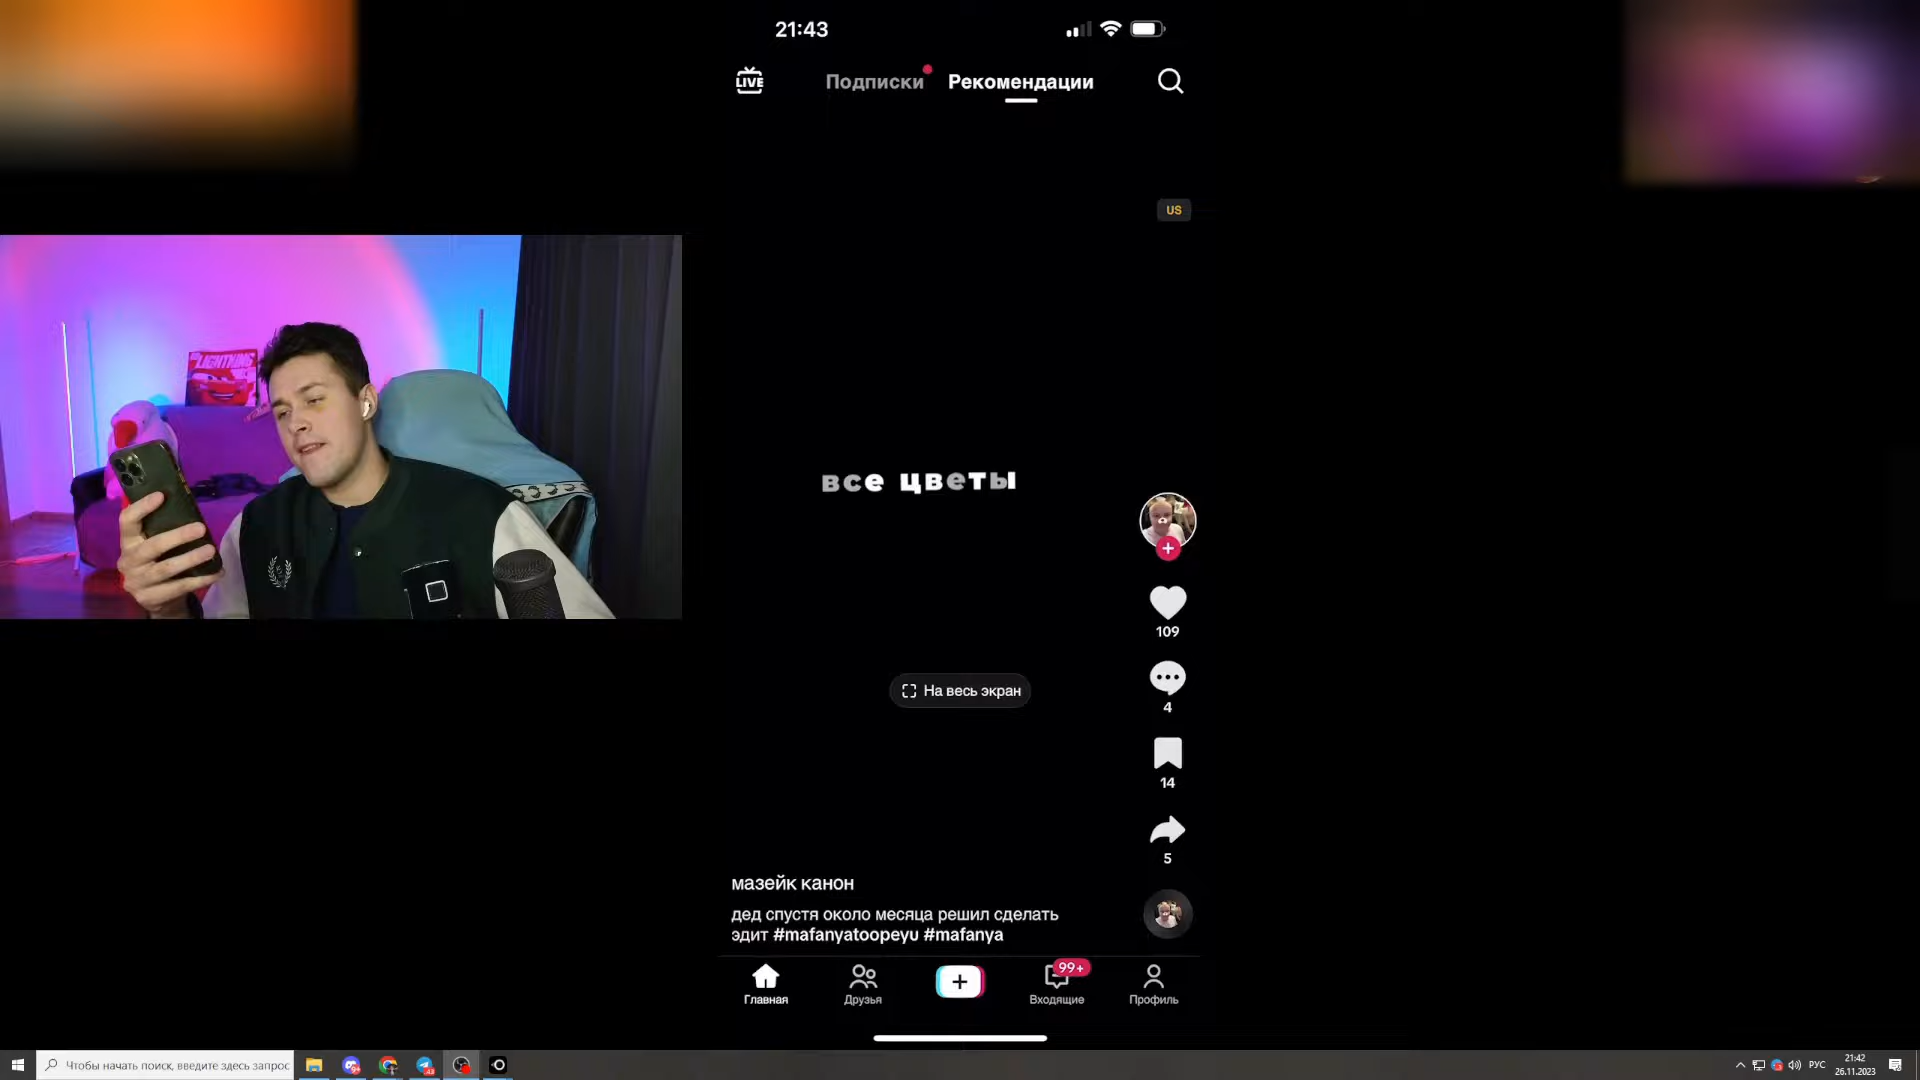 21:43
LIVE
Подписки
Рекомендации
US
LIGHTNING
все цветы
109
На весь экран
4
14
5
мазейк канон
дед спустя около месяца решил сделать
эдит #mafanyatoopeyu #mafanya
99+
Главная
Друзья
Входящие
Профиль
Чтобы начать поиск, введите здесь запрос
РУС
21:42
26.11.2023